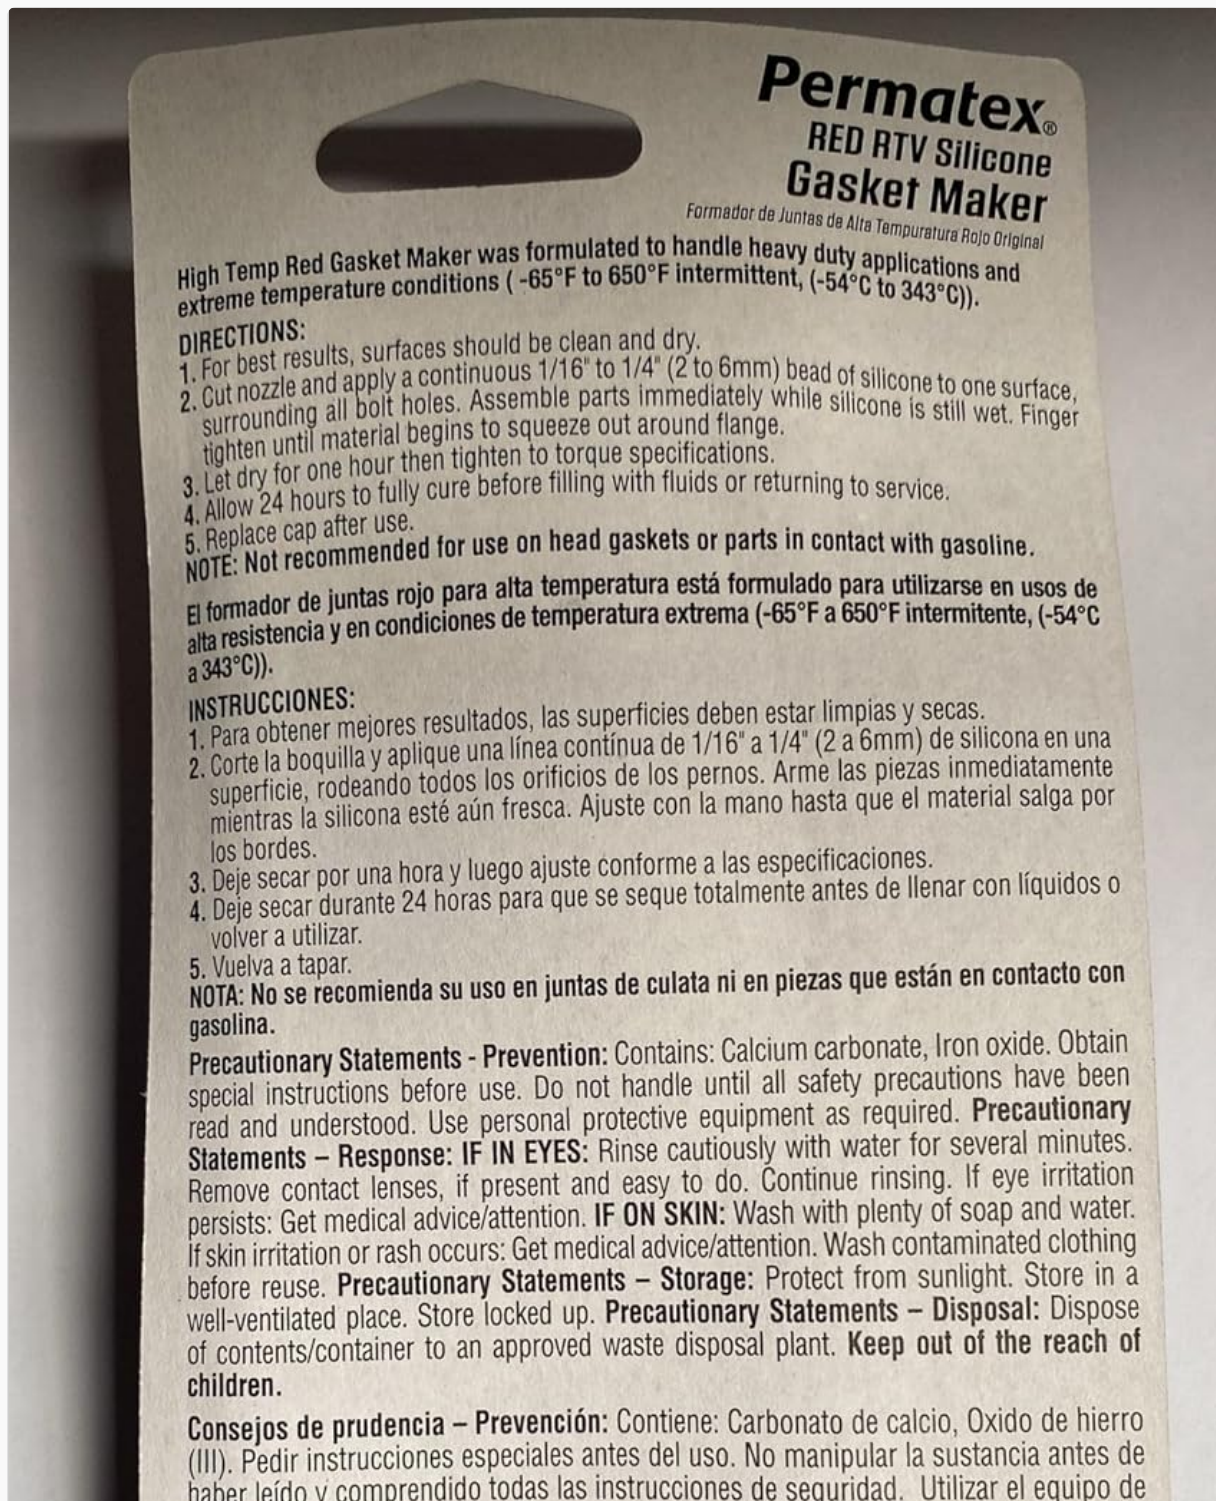 Permatex®
RED RTV Silicone
Gasket Maker
Formador de Juntas de Alta Tempuratura Rojo Original
High Temp Red Gasket Maker was formulated to handle heavy duty applications and
extreme temperature conditions ( -65°F to 650°F intermittent, (-54°C to 343°C)).
DIRECTIONS:
1. For best results, surfaces should be clean and dry.
2. Cut nozzle and apply a continuous 1/16" to 1/4" (2 to 6mm) bead of silicone to one surface,
surrounding all bolt holes. Assemble parts immediately while silicone is still wet. Finger
tighten until material begins to squeeze out around flange.
3. Let dry for one hour then tighten to torque specifications.
4. Allow 24 hours to fully cure before filling with fluids or returning to service.
5. Replace cap after use.
NOTE: Not recommended for use on head gaskets or parts in contact with gasoline.
El formador de juntas rojo para alta temperatura está formulado para utilizarse en usos de
alta resistencia y en condiciones de temperatura extrema (-65°F a 650°F intermitente, (-54°C
a 343°C)).
INSTRUCCIONES:
1. Para obtener mejores resultados, las superficies deben estar limpias y secas.
2. Corte la boquilla y aplique una línea contínua de 1/16" a 1/4" (2 a 6mm) de silicona en una
superficie, rodeando todos los orificios de los pernos. Arme las piezas inmediatamente
mientras la silicona esté aún fresca. Ajuste con la mano hasta que el material salga por
los bordes.
3. Deje secar por una hora y luego ajuste conforme a las especificaciones.
4. Deje secar durante 24 horas para que se seque totalmente antes de llenar con líquidos o
volver a utilizar.
5. Vuelva a tapar.
NOTA: No se recomienda su uso en juntas de culata ni en piezas que están en contacto con
gasolina.
Precautionary Statements - Prevention: Contains: Calcium carbonate, Iron oxide. Obtain
special instructions before use. Do not handle until all safety precautions have been
read and understood. Use personal protective equipment as required. Precautionary
Statements – Response: IF IN EYES: Rinse cautiously with water for several minutes.
Remove contact lenses, if present and easy to do. Continue rinsing. If eye irritation
persists: Get medical advice/attention. IF ON SKIN: Wash with plenty of soap and water.
If skin irritation or rash occurs: Get medical advice/attention. Wash contaminated clothing
before reuse. Precautionary Statements – Storage: Protect from sunlight. Store in a
well-ventilated place. Store locked up. Precautionary Statements – Disposal: Dispose
of contents/container to an approved waste disposal plant. Keep out of the reach of
children.
Consejos de prudencia – Prevención: Contiene: Carbonato de calcio, Oxido de hierro
(III). Pedir instrucciones especiales antes del uso. No manipular la sustancia antes de
haber leído y comprendido todas las instrucciones de seguridad. Utilizar el equipo de